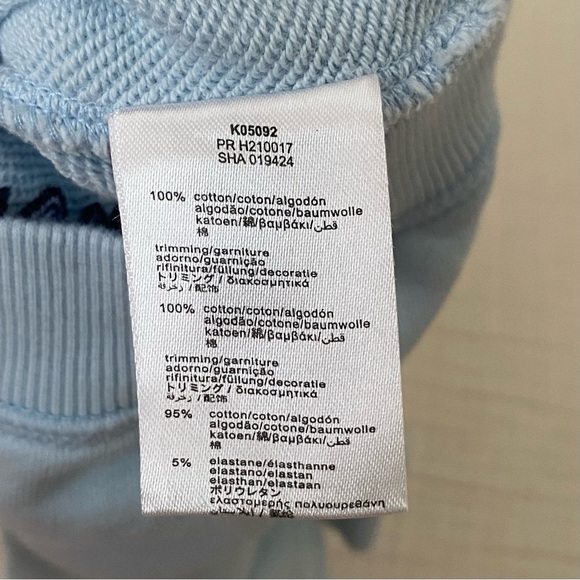 K05092
PR H210017
SHA 019424
100% cotton/coton/algodón
algodão/cotone/baumwolle
katoen/綿/βαμβάκι/قطن/
棉
trimming/garniture
adorno/guarnição
rifinitura/füllung/decoratie
トリミング / διακοσμητικά
زخرفة / 配饰
100% cotton/coton/algodón
algodão/cotone/baumwolle
katoen/綿/βαμβάκι/قطن/
棉
trimming/garniture
adorno/guarnição
rifinitura/füllung/decoratie
トリミング / διακοσμητικά
زخرفة / 配饰
95% cotton/coton/algodón
algodão/cotone/baumwolle
katoen/綿/βαμβάκι/قطن/
棉
5% elastane/élasthanne
elastano/elastan
elasthan/elastaan
ポリウレタン
ελαστομερής πολυουρεθάνη